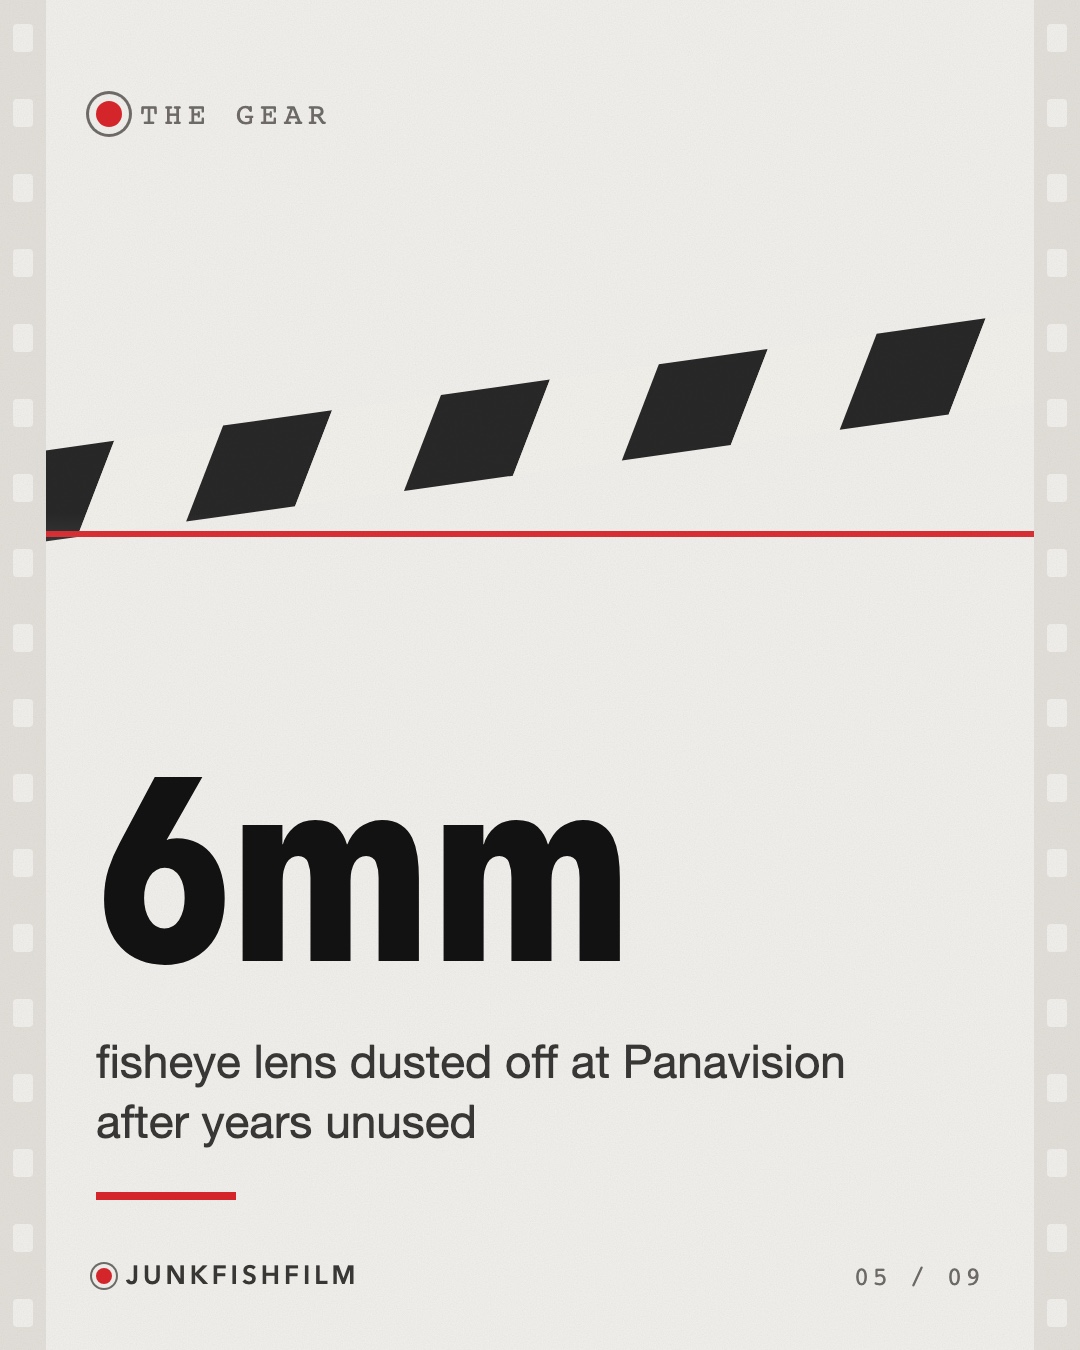 THE GEAR
6mm
fisheye lens dusted off at Panavision
after years unused
JUNKFISHFILM
05 / 09